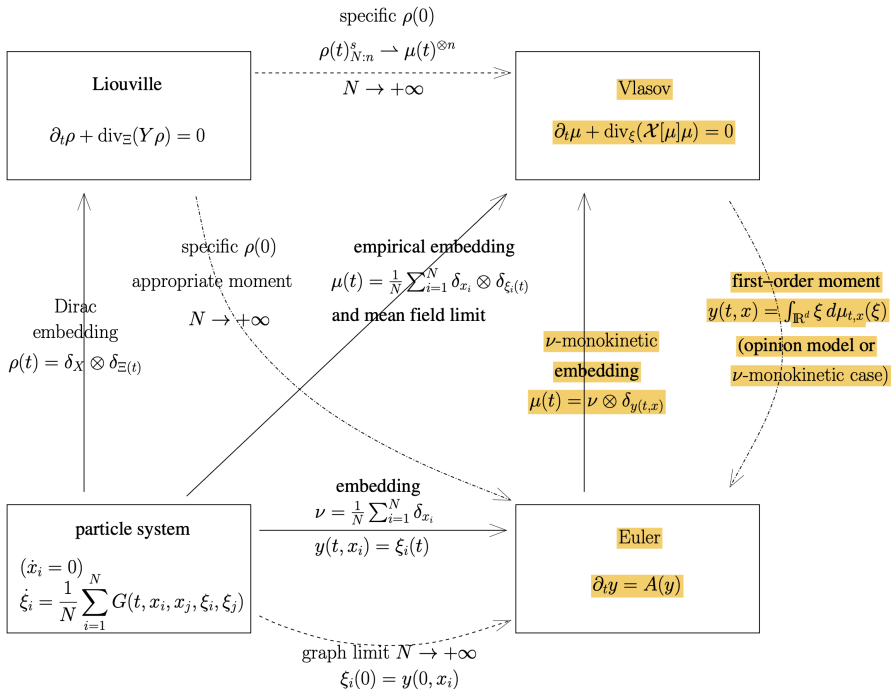 specific ρ(0)
ρ(t)^s_{N:n} ⇀ μ(t)^{⊗n}
N → +∞
Liouville
∂_tρ + div_Ξ(Yρ) = 0
Vlasov
∂_tμ + div_ξ(𝒳[μ]μ) = 0
specific ρ(0)
appropriate moment
N → +∞
empirical embedding
μ(t) = 1/N ∑_{i=1}^N δ_{x_i} ⊗ δ_{ξ_i(t)}
and mean field limit
first–order moment
y(t, x) = ∫_{ℝ^d} ξ dμ_{t,x}(ξ)
(opinion model or
ν-monokinetic case)
Dirac
embedding
ρ(t) = δ_X ⊗ δ_{Ξ(t)}
ν-monokinetic
embedding
μ(t) = ν ⊗ δ_{y(t,x)}
particle system
(ẋ_i = 0)
ξ̇_i = 1/N ∑_{i=1}^N G(t, x_i, x_j, ξ_i, ξ_j)
embedding
ν = 1/N ∑_{i=1}^N δ_{x_i}
y(t, x_i) = ξ_i(t)
Euler
∂_ty = A(y)
graph limit N → +∞
ξ_i(0) = y(0, x_i)